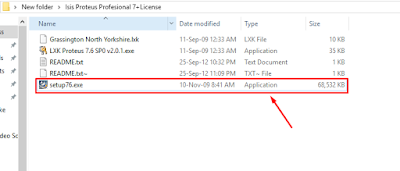 New folder > Isis Proteus Profesional 7+License
Name Date modified Type Size
Grassington North Yorkshire.lxk 11-Sep-09 12:33 AM LXK File 10 KB
LXK Proteus 7.6 SP0 v2.0.1.exe 11-Sep-09 12:33 AM Application 35 KB
README.txt 25-Sep-12 10:32 PM Text Document 1 KB
README.txt~ 25-Sep-12 11:09 PM TXT~ File 1 KB
setup76.exe 10-Nov-09 8:41 AM Application 68,532 KB
ke
video So